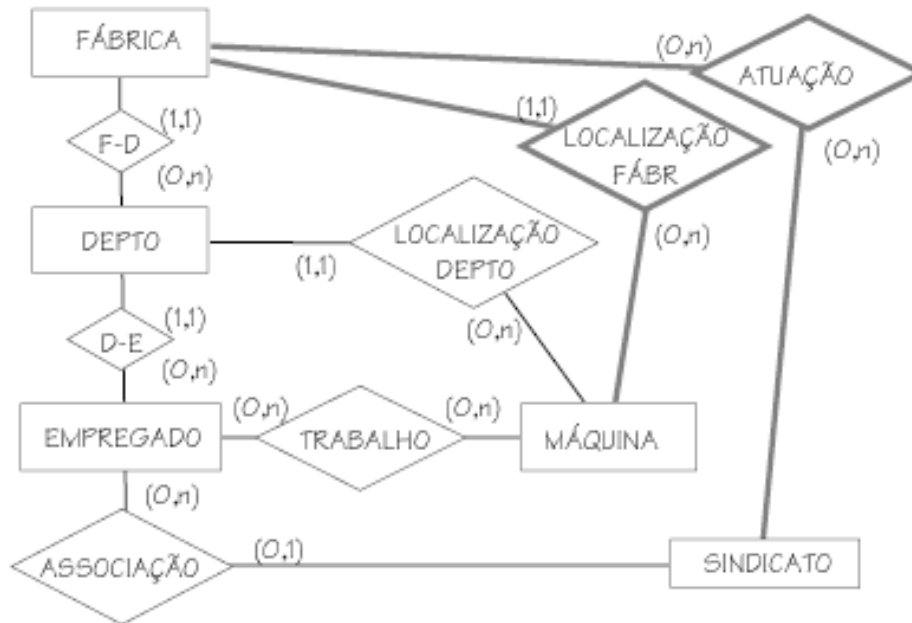 FÁBRICA
(0,n)
ATUAÇÃO
(1,1)
(1,1)
F-D
LOCALIZAÇÃO
FÁBR
(0,n)
(0,n)
(0,n)
DEPTO
LOCALIZAÇÃO
DEPTO
(1,1)
(1,1)
D-E
(0,n)
(0,n)
(0,n)
(0,n)
EMPREGADO
TRABALHO
MÁQUINA
(0,n)
(0,1)
ASSOCIAÇÃO
SINDICATO